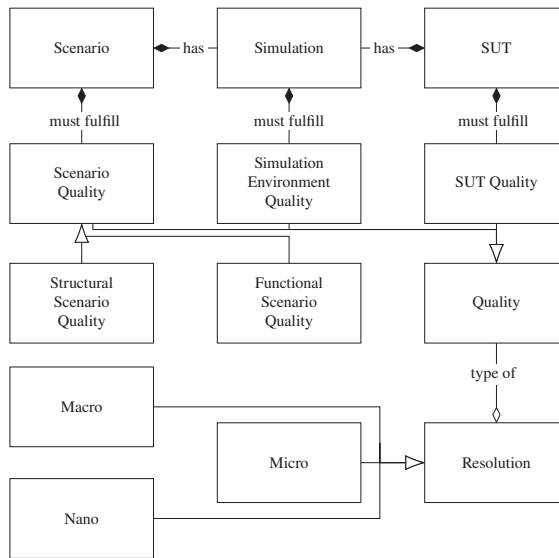 Scenario
has
Simulation
has
SUT
must fulfill
must fulfill
must fulfill
Scenario
Quality
Simulation
Environment
Quality
SUT Quality
Structural
Scenario
Quality
Functional
Scenario
Quality
Quality
type of
Macro
Micro
Resolution
Nano